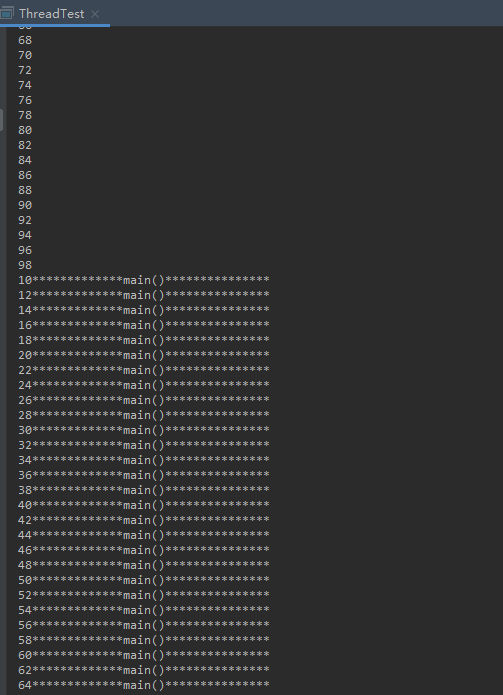 ThreadTest
68
70
72
74
76
78
80
82
84
86
88
90
92
94
96
98
10*************main()***************
12*************main()***************
14*************main()***************
16*************main()***************
18*************main()***************
20*************main()***************
22*************main()***************
24*************main()***************
26*************main()***************
28*************main()***************
30*************main()***************
32*************main()***************
34*************main()***************
36*************main()***************
38*************main()***************
40*************main()***************
42*************main()***************
44*************main()***************
46*************main()***************
48*************main()***************
50*************main()***************
52*************main()***************
54*************main()***************
56*************main()***************
58*************main()***************
60*************main()***************
62*************main()***************
64*************main()***************